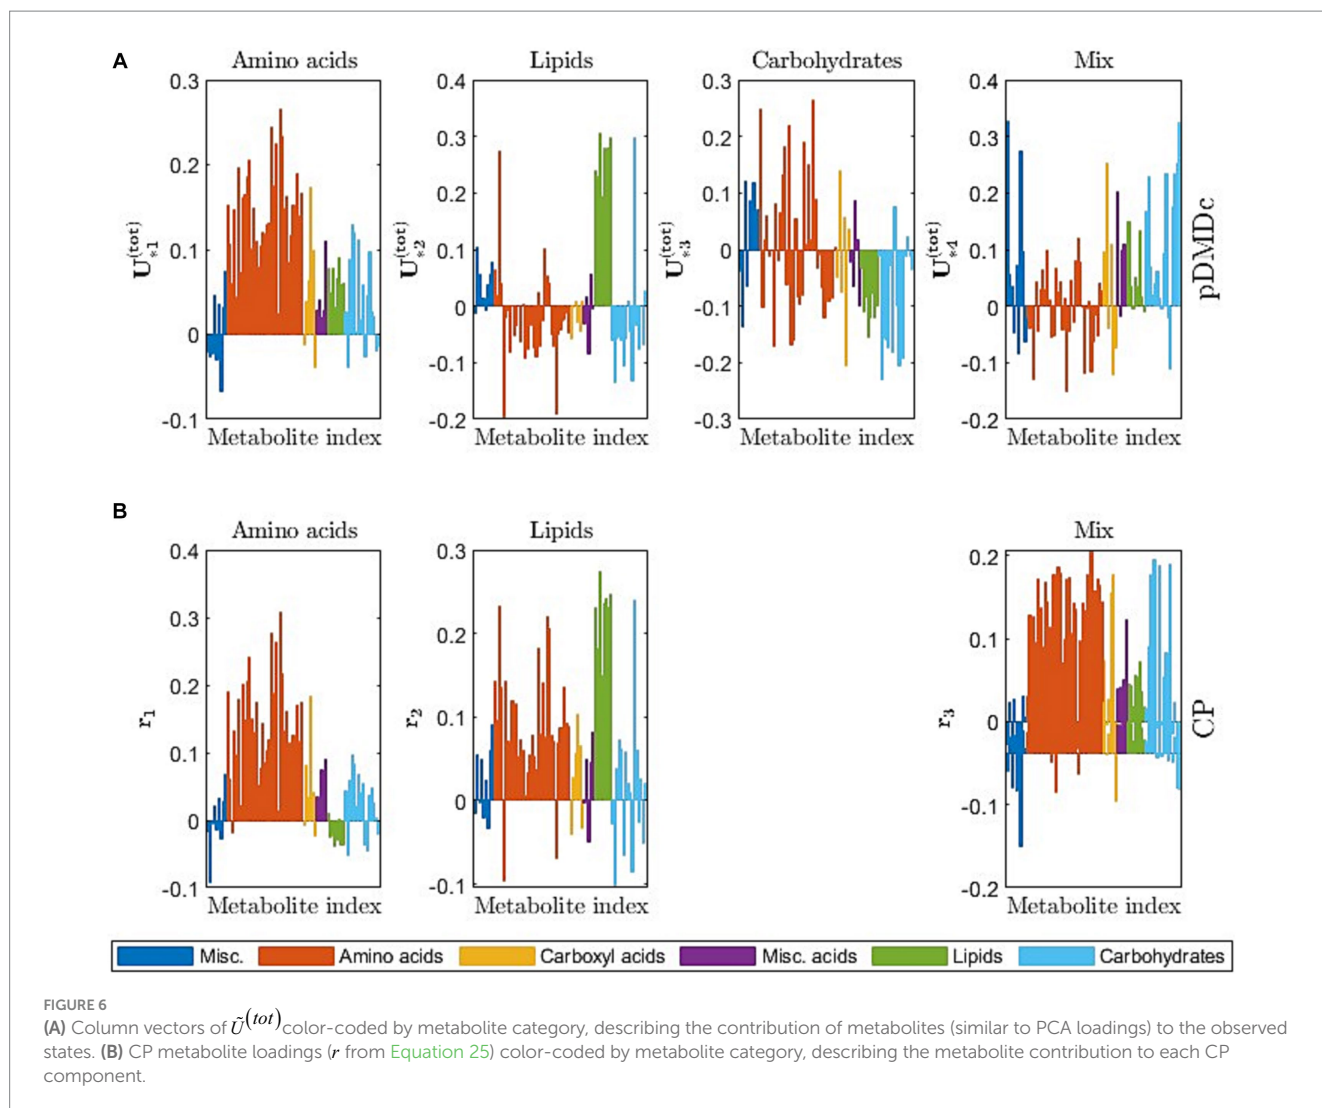 A
Amino acids Lipids Carbohydrates Mix
0.3 0.4 0.3 0.4
0.2 0.3 0.2 0.3
0.1 0.2 0.1 0.2
0 0.1 0 0.1
-0.1 0 -0.1 0
-0.1 -0.2 -0.1
-0.2 -0.3 -0.2
U*1(tot) U*2(tot) U*3(tot) U*4(tot)
Metabolite index Metabolite index Metabolite index Metabolite index
pDMDc
B
Amino acids Lipids Mix
0.4 0.3 0.2
0.3 0.2 0.1
0.2 0.1 0
0.1 0 -0.1
0 -0.1 -0.2
-0.1
r1 r2 r3
Metabolite index Metabolite index Metabolite index
CP
Misc. Amino acids Carboxyl acids Misc. acids Lipids Carbohydrates
FIGURE 6
(A) Column vectors of Ũ(tot) color-coded by metabolite category, describing the contribution of metabolites (similar to PCA loadings) to the observed
states. (B) CP metabolite loadings (r from Equation 25) color-coded by metabolite category, describing the metabolite contribution to each CP
component.